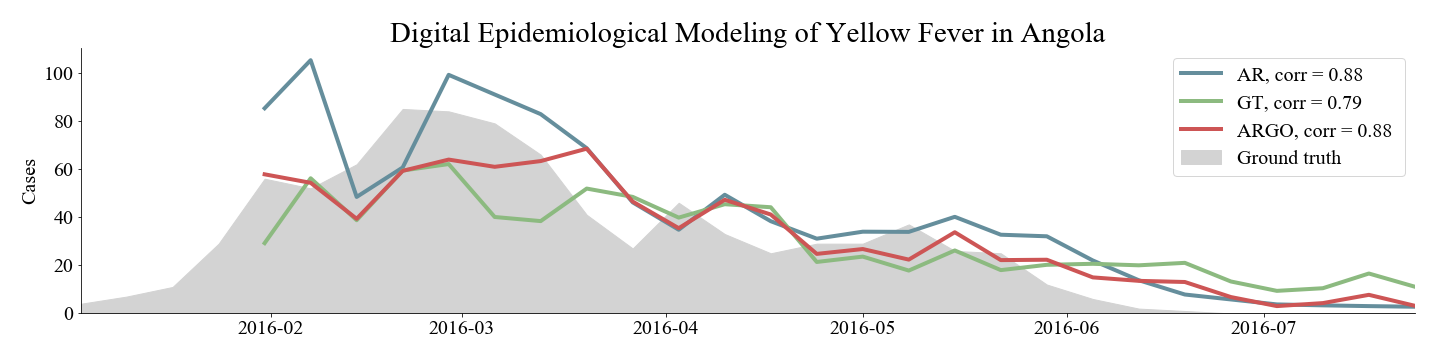 Digital Epidemiological Modeling of Yellow Fever in Angola
Cases
100
80
60
40
20
0
AR, corr = 0.88
GT, corr = 0.79
ARGO, corr = 0.88
Ground truth
2016-02 2016-03 2016-04 2016-05 2016-06 2016-07